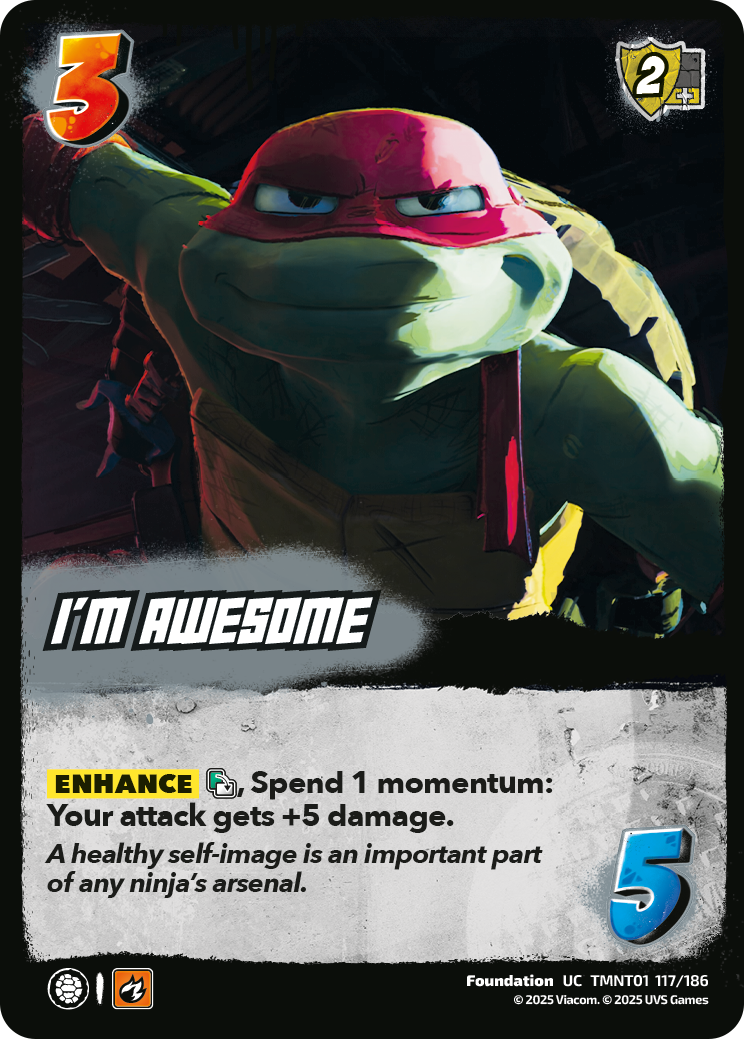 3
2
I'M AWESOME
ENHANCE , Spend 1 momentum:
Your attack gets +5 damage.
A healthy self-image is an important part
of any ninja's arsenal.
5
Foundation UC TMNT01 117/186
© 2025 Viacom. © 2025 UVS Games